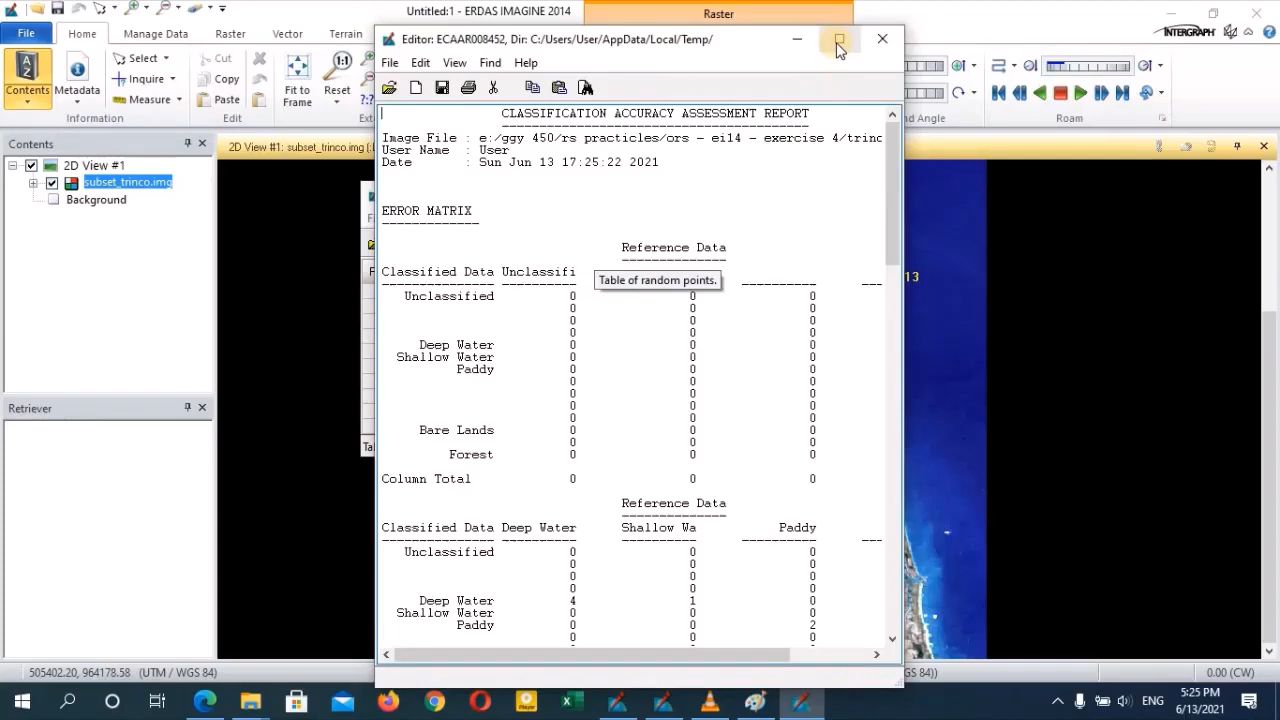 Untitled:1 - ERDAS IMAGINE 2014
Raster
File
Home
Manage Data
Raster
Vector
Terrain
INTERGRAPH
Contents
Metadata
Select
Inquire
Measure
Information
Cut
Copy
Paste
Edit
Fit to
Frame
1:1
Reset
and Angle
Roam
Contents
2D View #1
subset_trinco.img
Background
Retriever
2D View #1: subset_trinco.img (:
13
Editor: ECAAR008452, Dir: C:/Users/User/AppData/Local/Temp/
File Edit View Find Help
CLASSIFICATION ACCURACY ASSESSMENT REPORT
Image File : e:/ggy 450/rs practicles/ors - ei14 - exercise 4/trinc
User Name : User
Date : Sun Jun 13 17:25:22 2021
ERROR MATRIX
Reference Data
Classified Data Unclassifi
Table of random points.
Unclassified 0 0 0
0 0 0
0 0 0
0 0 0
Deep Water 0 0 0
Shallow Water 0 0 0
Paddy 0 0 0
0 0 0
0 0 0
0 0 0
0 0 0
Bare Lands 0 0 0
0 0 0
Forest 0 0 0
Column Total 0 0 0
Reference Data
Classified Data Deep Water Shallow Wa Paddy
Unclassified 0 0 0
0 0 0
0 0 0
Deep Water 4 1 0
Shallow Water 0 0 0
Paddy 0 0 2
0 0 0
505402.20, 964178.58 (UTM / WGS 84)
GS 84))
0.00 (CW)
Player
ENG
5:25 PM
6/13/2021